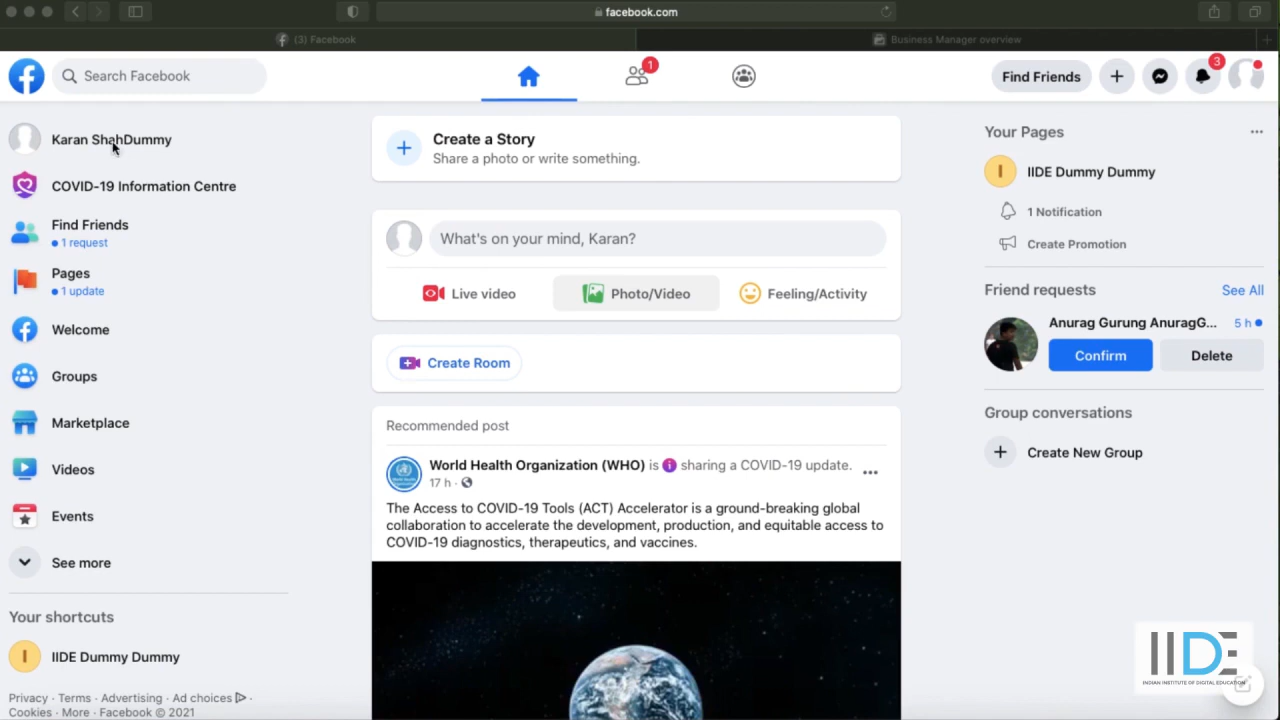 facebook.com
(3) Facebook
Business Manager overview
Search Facebook
1
Find Friends
3
Karan ShahDummy
COVID-19 Information Centre
Find Friends
1 request
Pages
1 update
Welcome
Groups
Marketplace
Videos
Events
See more
Your shortcuts
I
IIDE Dummy Dummy
Privacy · Terms · Advertising · Ad choices ·
Cookies · More · Facebook © 2021
Create a Story
Share a photo or write something.
What's on your mind, Karan?
Live video
Photo/Video
Feeling/Activity
Create Room
Recommended post
World Health Organization (WHO) is sharing a COVID-19 update.
17 h ·
The Access to COVID-19 Tools (ACT) Accelerator is a ground-breaking global
collaboration to accelerate the development, production, and equitable access to
COVID-19 diagnostics, therapeutics, and vaccines.
Your Pages
I
IIDE Dummy Dummy
1 Notification
Create Promotion
Friend requests
See All
Anurag Gurung AnuragG...
5 h
Confirm
Delete
Group conversations
Create New Group
IIDE
INDIAN INSTITUTE OF DIGITAL EDUCATION